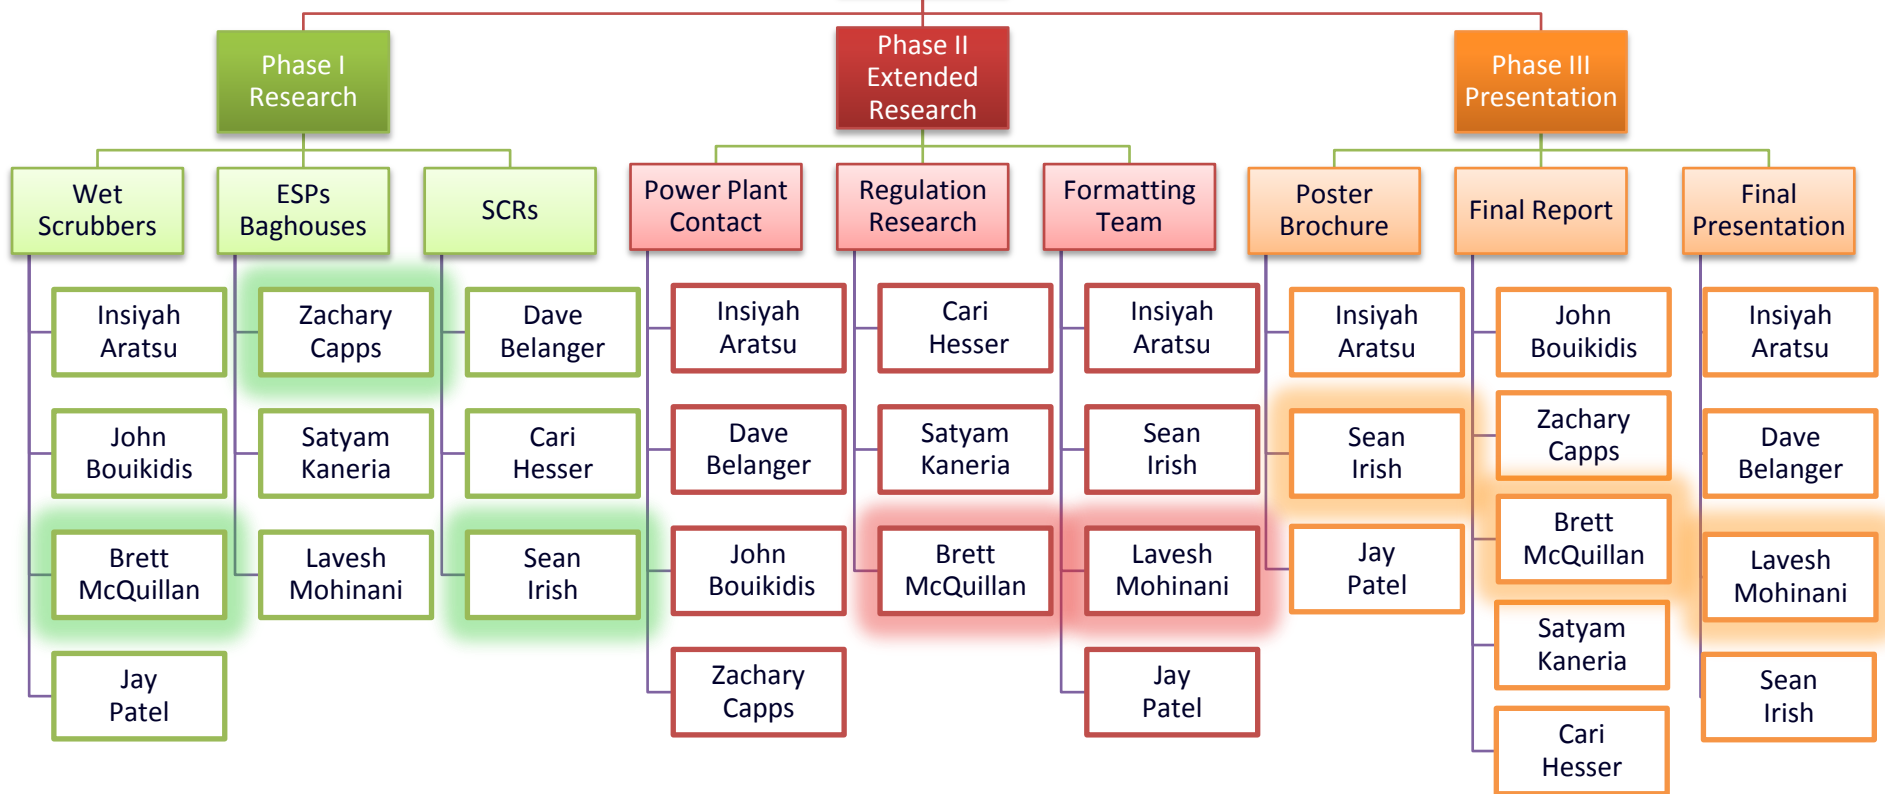 Phase I
Research
Phase II
Extended
Research
Phase III
Presentation
Wet
Scrubbers
ESPs
Baghouses
SCRs
Power Plant
Contact
Regulation
Research
Formatting
Team
Poster
Brochure
Final Report
Final
Presentation
Insiyah
Aratsu
John
Bouikidis
Brett
McQuillan
Jay
Patel
Zachary
Capps
Satyam
Kaneria
Lavesh
Mohinani
Dave
Belanger
Cari
Hesser
Sean
Irish
Insiyah
Aratsu
Dave
Belanger
John
Bouikidis
Zachary
Capps
Cari
Hesser
Satyam
Kaneria
Brett
McQuillan
Insiyah
Aratsu
Sean
Irish
Lavesh
Mohinani
Jay
Patel
Insiyah
Aratsu
Sean
Irish
Jay
Patel
John
Bouikidis
Zachary
Capps
Brett
McQuillan
Satyam
Kaneria
Cari
Hesser
Insiyah
Aratsu
Dave
Belanger
Lavesh
Mohinani
Sean
Irish